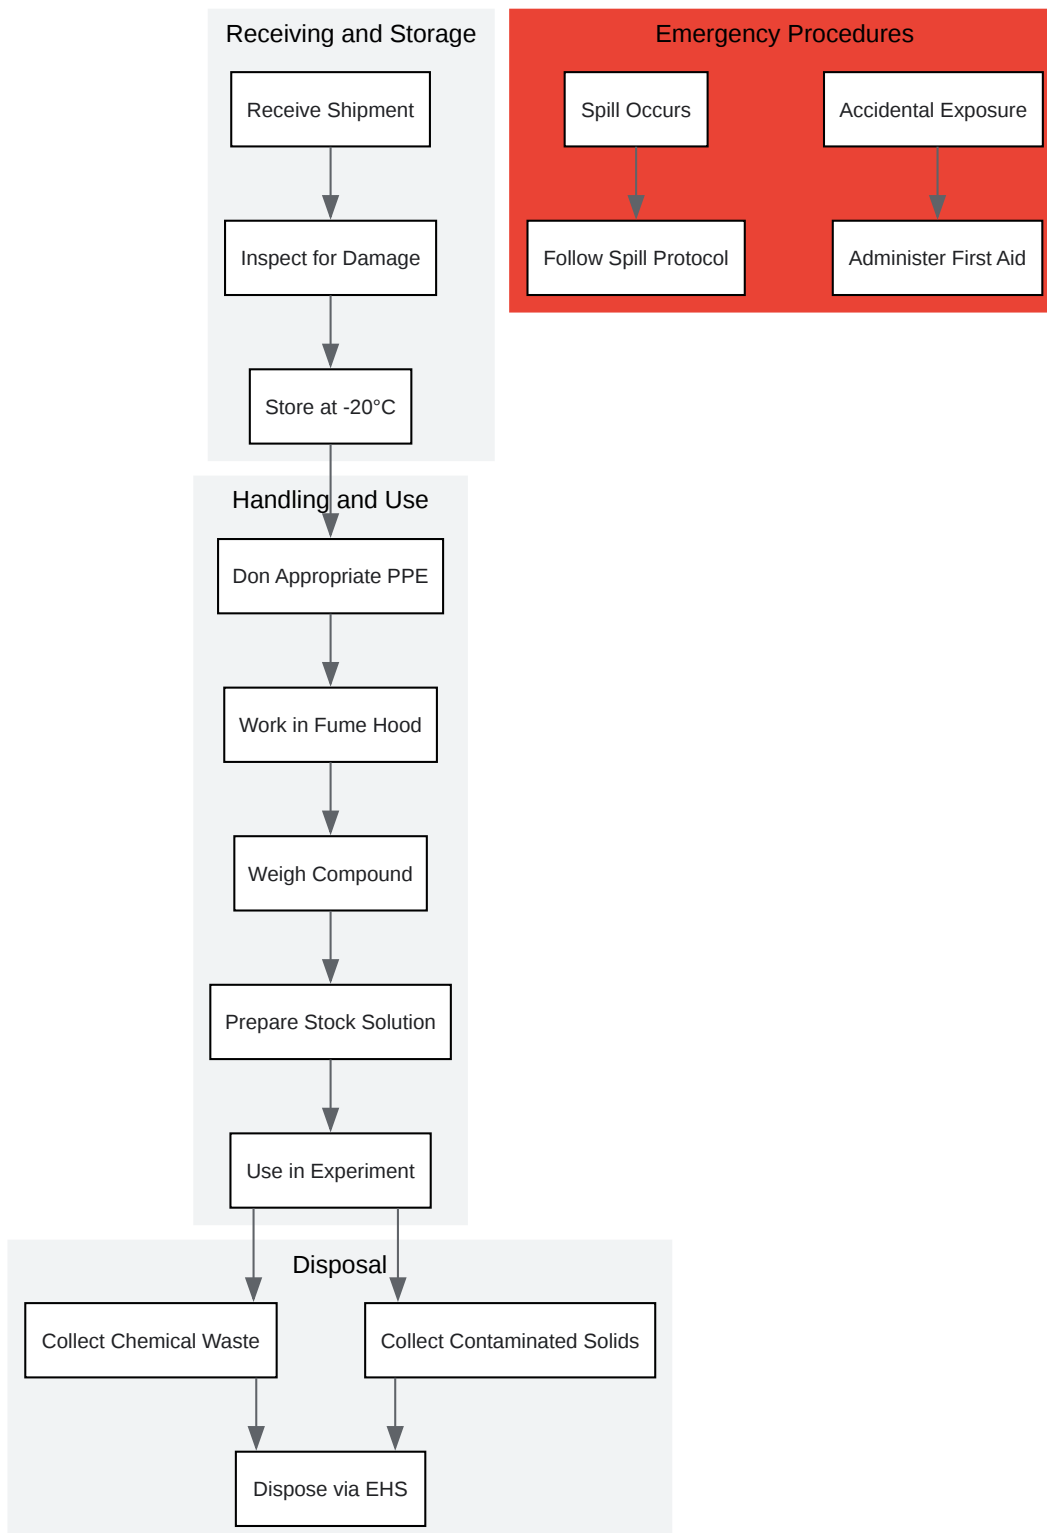 Receiving and Storage
Receive Shipment
Inspect for Damage
Store at -20°C
Emergency Procedures
Spill Occurs
Accidental Exposure
Follow Spill Protocol
Administer First Aid
Handling and Use
Don Appropriate PPE
Work in Fume Hood
Weigh Compound
Prepare Stock Solution
Use in Experiment
Disposal
Collect Chemical Waste
Collect Contaminated Solids
Dispose via EHS